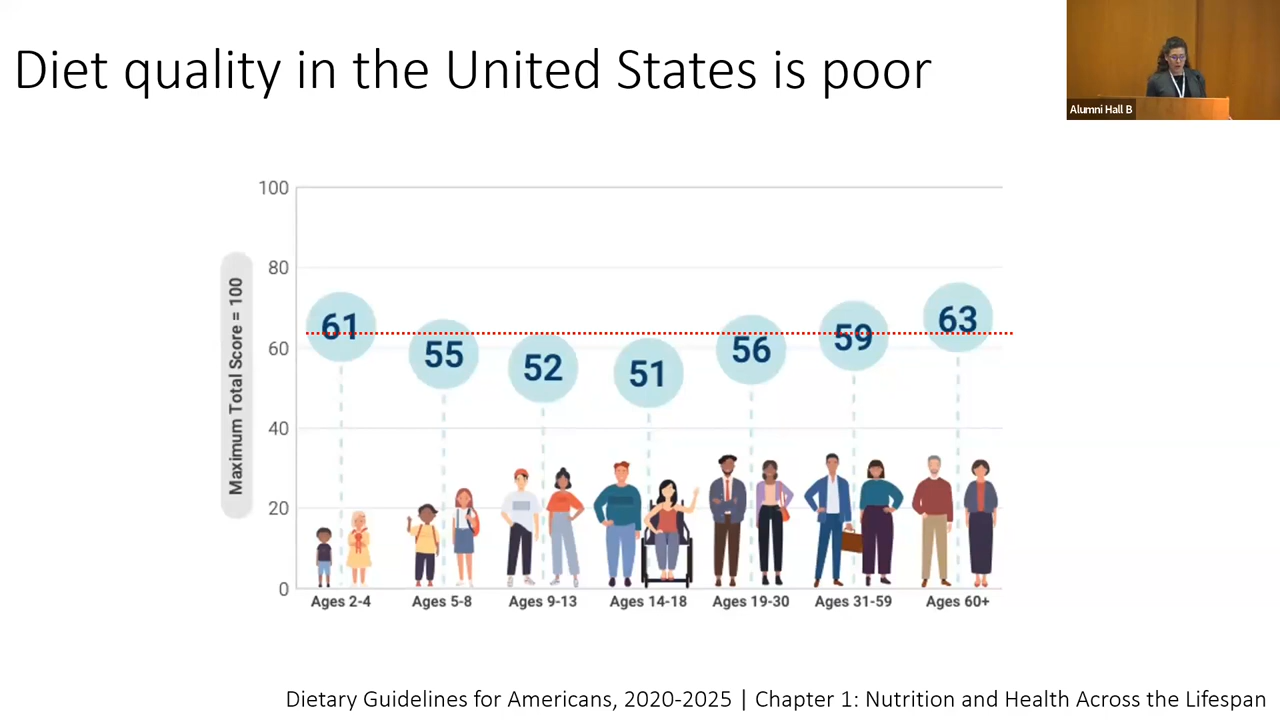 Diet quality in the United States is poor
Alumni Hall B
Maximum Total Score = 100
100
80
60
40
20
0
61
55
52
51
56
59
63
Ages 2-4
Ages 5-8
Ages 9-13
Ages 14-18
Ages 19-30
Ages 31-59
Ages 60+
Dietary Guidelines for Americans, 2020-2025 | Chapter 1: Nutrition and Health Across the Lifespan